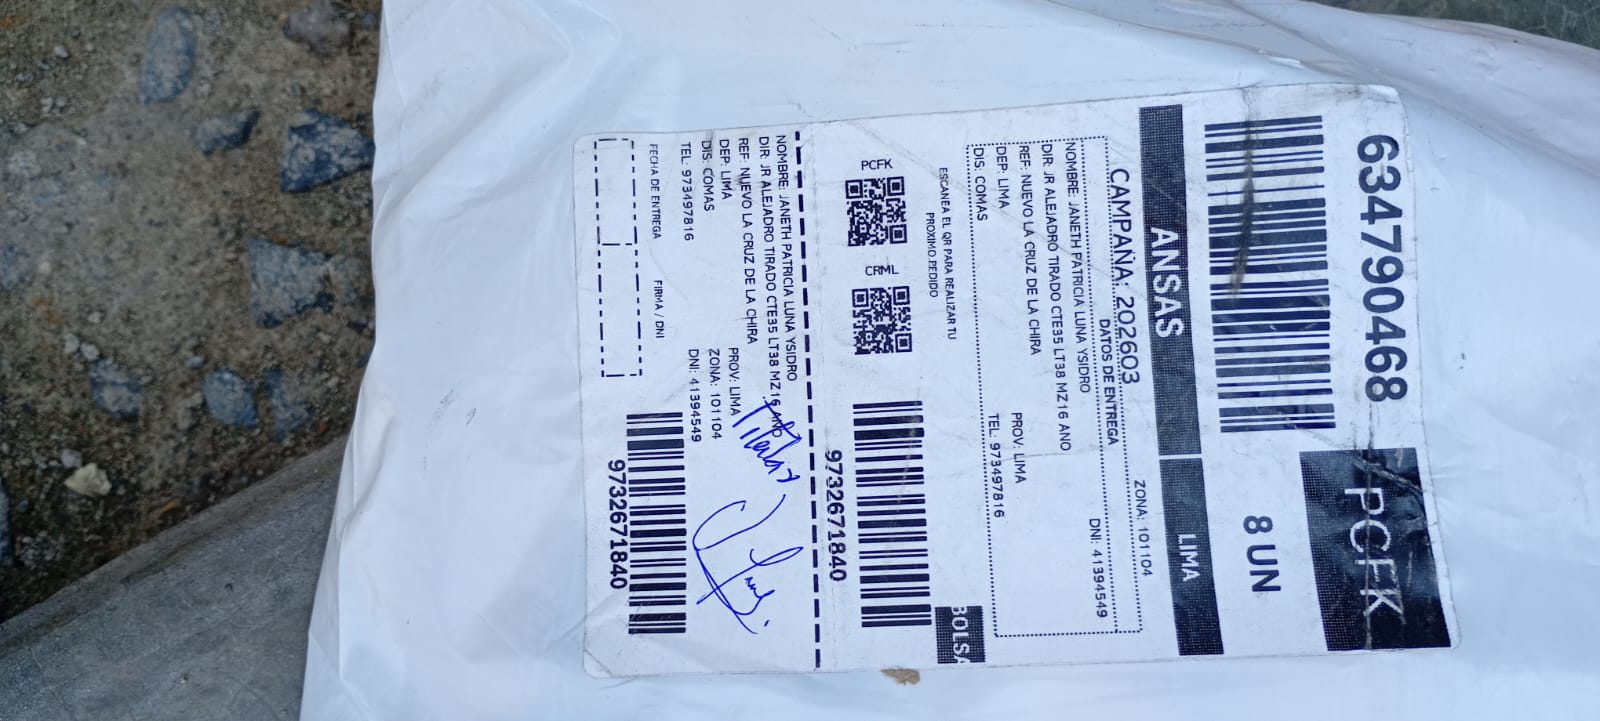 6347790468
PCFK
8 UN
ANSAS
LIMA
CAMPAÑA: 202603
ZONA: 101104
DATOS DE ENTREGA
DNI: 41394549
NOMBRE: JANETH PATRICIA LUNA YSIDRO
DIR: JR ALEJADRO TIRADO CTE35 LT38 MZ16 ANO
REF: NUEVO LA CRUZ DE LA CHIRA
PROV: LIMA
DEP: LIMA
TEL: 973497816
DIS: COMAS
BOLSA
ESCANEA EL QR PARA REALIZAR TU
PROXIMO PEDIDO
PCFK
CRML
9732671840
NOMBRE: JANETH PATRICIA LUNA YSIDRO
DIR: JR ALEJADRO TIRADO CTE35 LT38 MZ16 ANO
REF: NUEVO LA CRUZ DE LA CHIRA
PROV: LIMA
DEP: LIMA
ZONA: 101104
DIS: COMAS
DNI: 41394549
TEL: 973497816
FECHA DE ENTREGA
FIRMA / DNI
9732671840